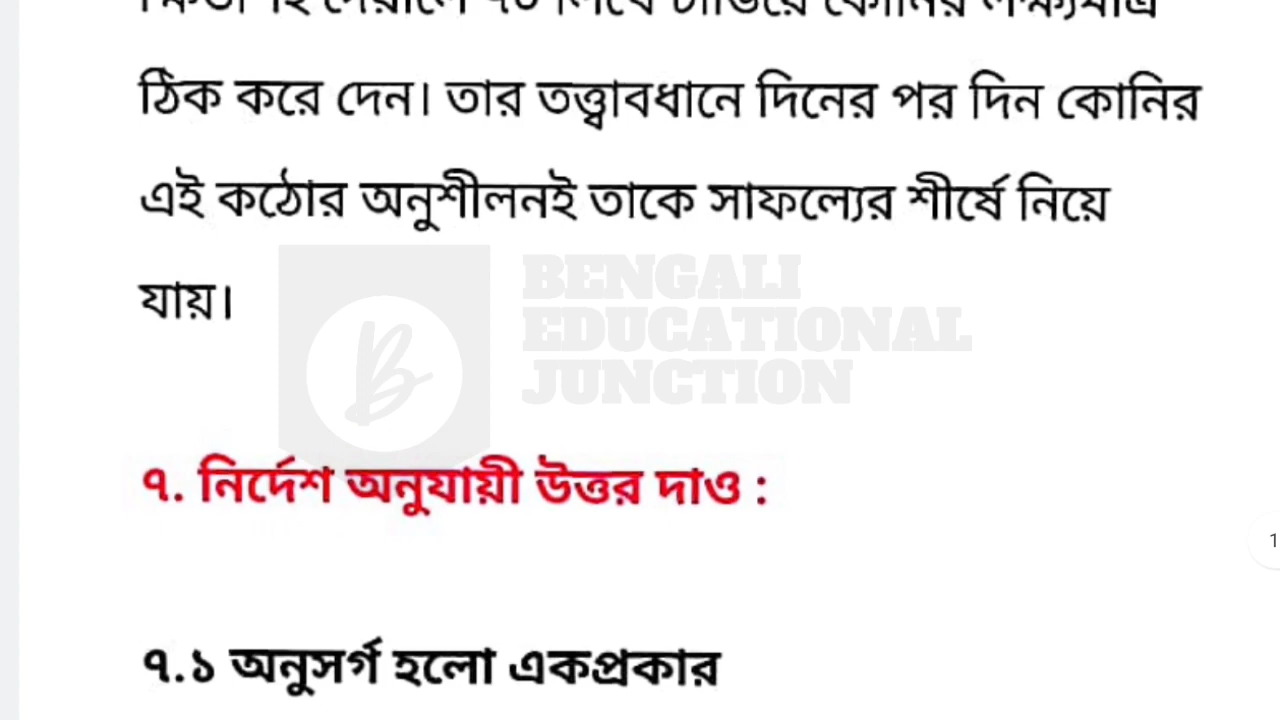 ঠিক করে দেন। তার তত্ত্বাবধানে দিনের পর দিন কোনির
এই কঠোর অনুশীলনই তাকে সাফল্যের শীর্ষে নিয়ে
যায়।
BENGALI
EDUCATIONAL
JUNCTION
৭. নির্দেশ অনুযায়ী উত্তর দাও :
1
৭.১ অনুসর্গ হলো একপ্রকার